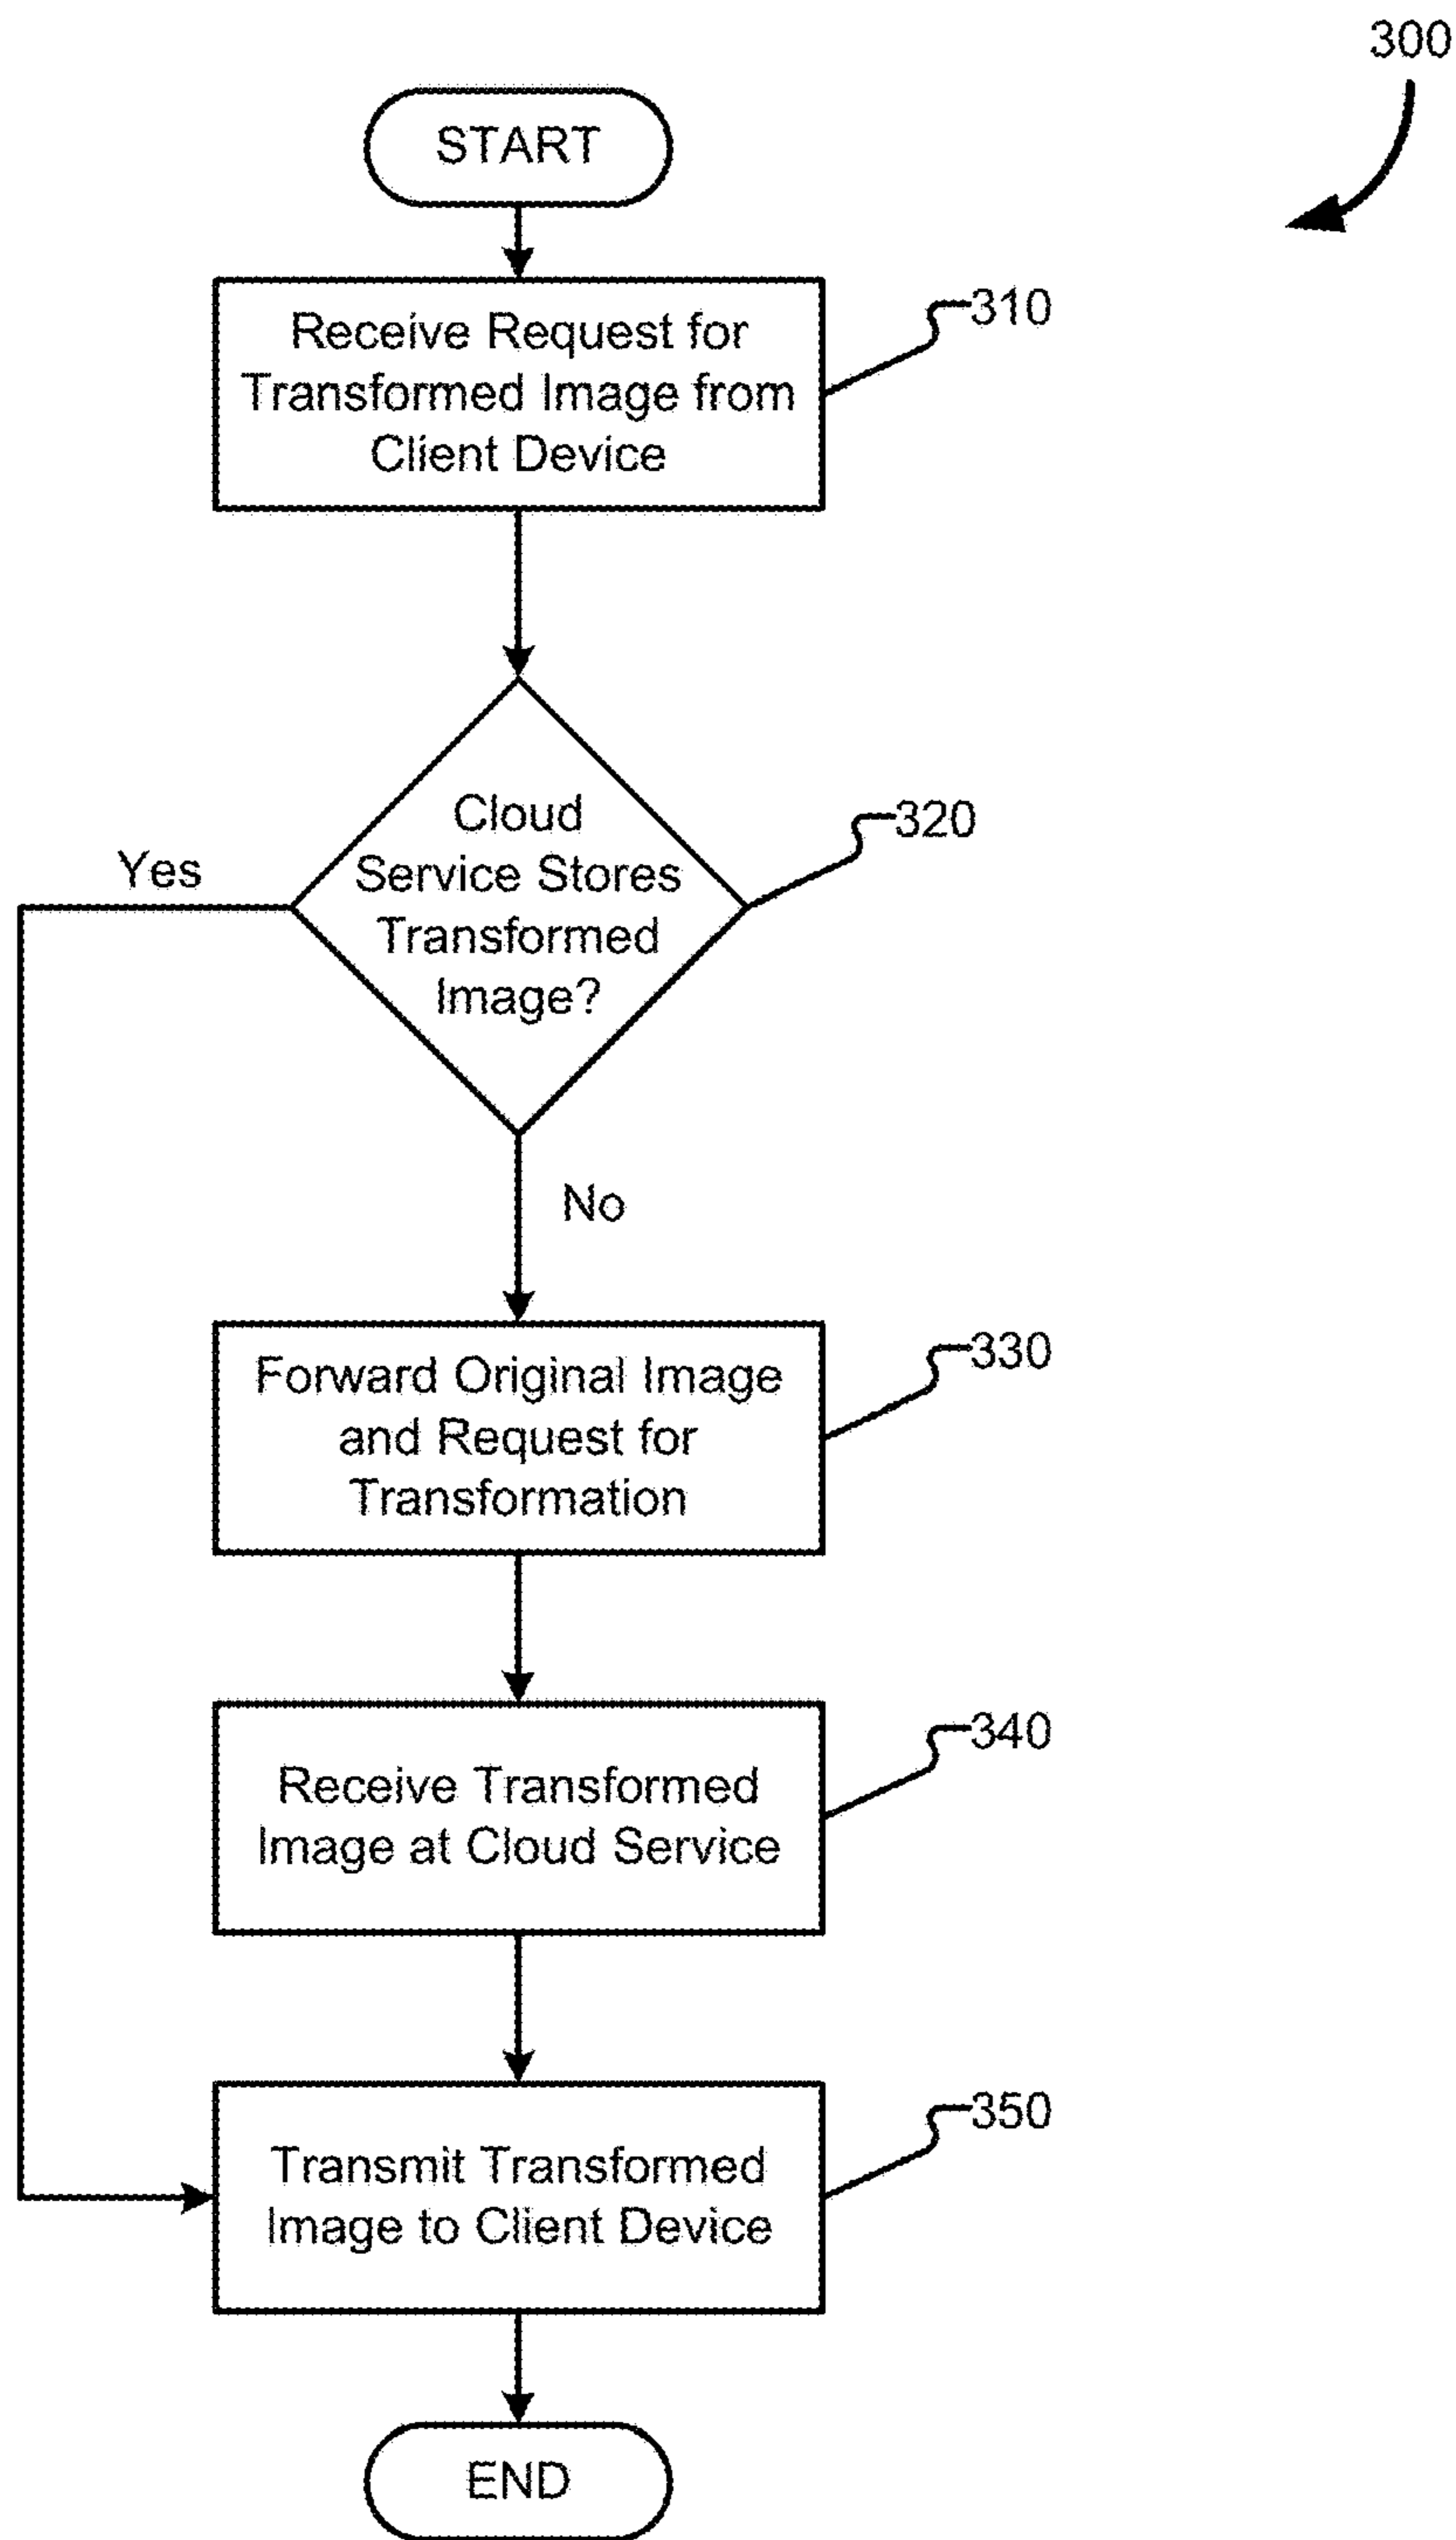 300
START
Receive Request for
Transformed Image from
Client Device
310
Cloud
Service Stores
Transformed
Image?
320
Yes
No
Forward Original Image
and Request for
Transformation
330
Receive Transformed
Image at Cloud Service
340
Transmit Transformed
Image to Client Device
350
END